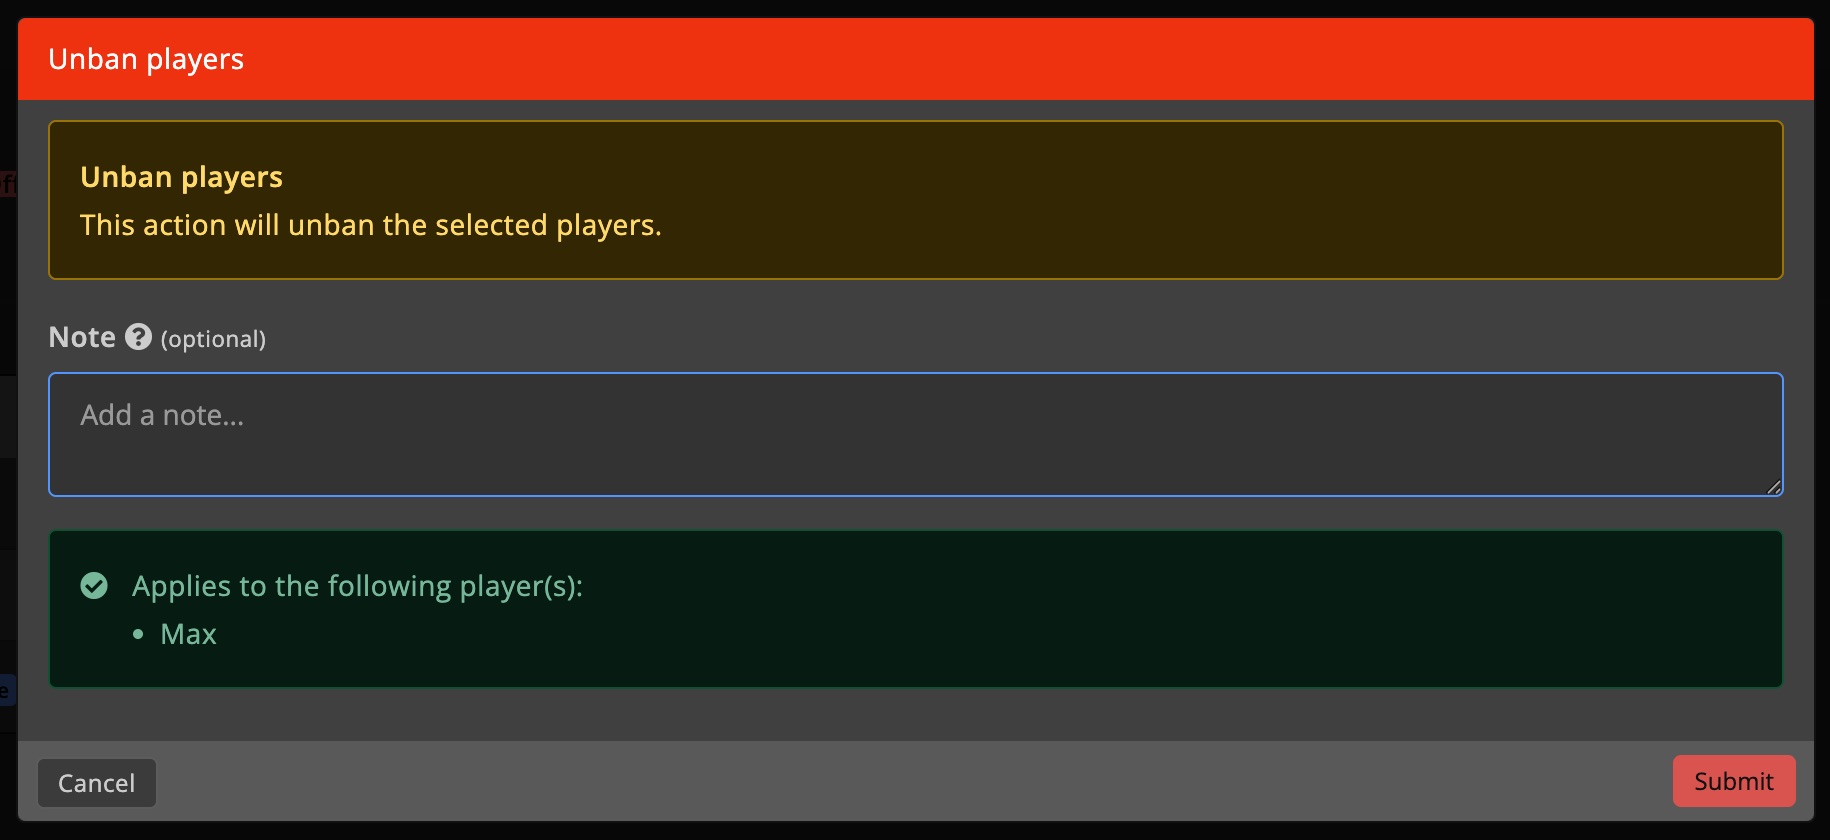 Unban players
Unban players
This action will unban the selected players.
Note ? (optional)
Add a note...
Applies to the following player(s):
• Max
Cancel
Submit